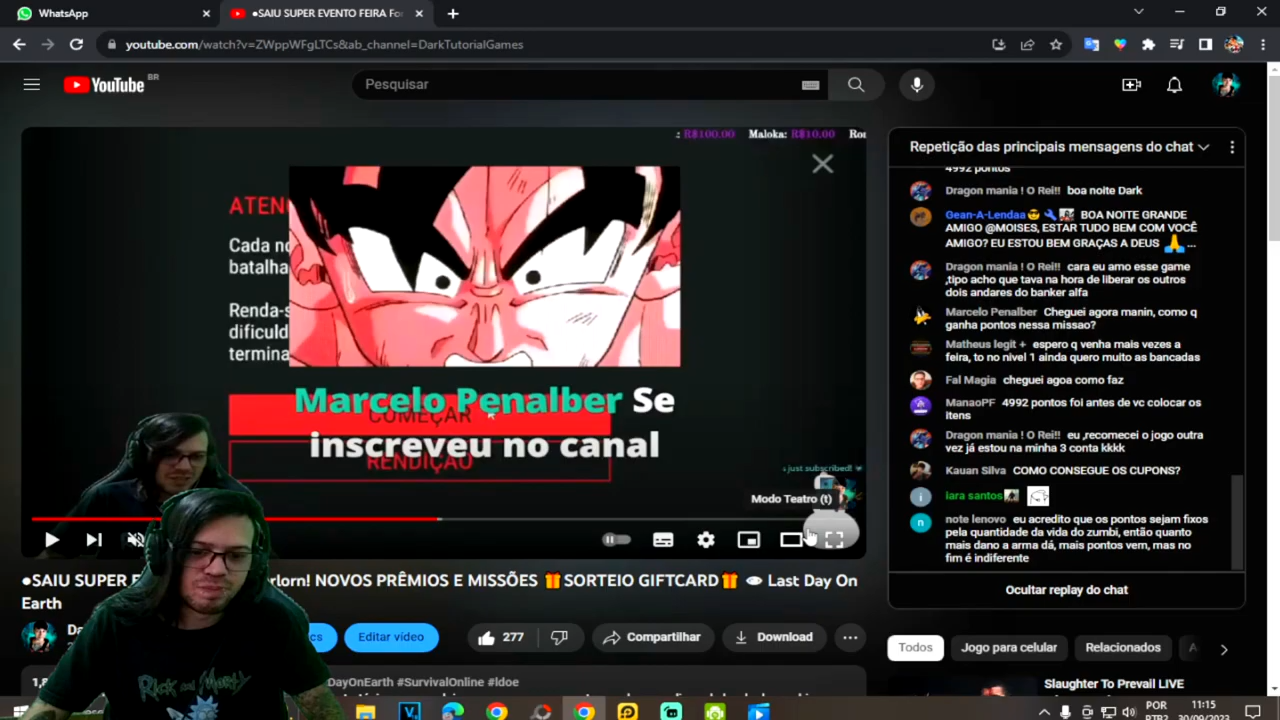 WhatsApp
●SAIU SUPER EVENTO FEIRA For
youtube.com/watch?v=ZWppWFgLTCs&ab_channel=DarkTutorialGames
YouTube BR
Pesquisar
: R$100.00 Maloka: R$10.00 Ron
ATEN
Cada no
batalha
Renda-s
dificuld
termina
COMEÇAR
RENDIÇÃO
Marcelo Penalber Se
inscreveu no canal
s just subscribed!
Modo Teatro (t)
●SAIU SUPER E orlorn! NOVOS PRÊMIOS E MISSÕES 🎁SORTEIO GIFTCARD🎁 👁 Last Day On
Earth
Da
cs
Editar vídeo
277
Compartilhar
Download
1,8
DayOnEarth #SurvivalOnline #ldoe
Repetição das principais mensagens do chat
4992 pontos
Dragon mania ! O Rei!! boa noite Dark
Gean-A-Lendaa😎 🔧 BOA NOITE GRANDE
AMIGO @MOISES, ESTAR TUDO BEM COM VOCÊ
AMIGO? EU ESTOU BEM GRAÇAS A DEUS 🙏 ...
Dragon mania ! O Rei!! cara eu amo esse game
,tipo acho que tava na hora de liberar os outros
dois andares do banker alfa
Marcelo Penalber Cheguei agora manin, como q
ganha pontos nessa missao?
Matheus legit + espero q venha mais vezes a
feira, to no nivel 1 ainda quero muito as bancadas
Fal Magia cheguei agoa como faz
ManaoPF 4992 pontos foi antes de vc colocar os
itens
Dragon mania ! O Rei!! eu ,recomecei o jogo outra
vez já estou na minha 3 conta kkkk
Kauan Silva COMO CONSEGUE OS CUPONS?
iara santos
note lenovo eu acredito que os pontos sejam fixos
pela quantidade da vida do zumbi, então quanto
mais dano a arma dá, mais pontos vem, mas no
fim é indiferente
Ocultar replay do chat
Todos
Jogo para celular
Relacionados
A
Slaughter To Prevail LIVE
RICK AND MORTY
POR
PTB2
11:15
30/09/2023